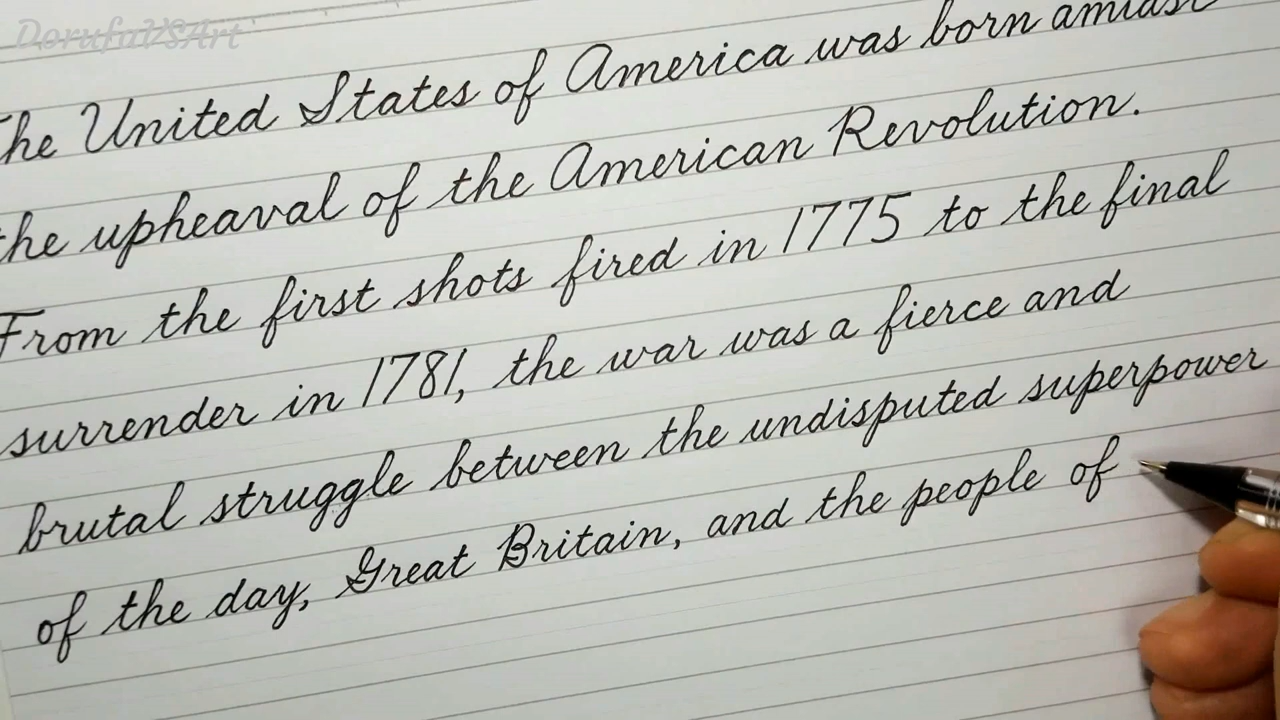 DorufaVSArt
The United States of America was born amidst
the upheaval of the American Revolution.
From the first shots fired in 1775 to the final
surrender in 1781, the war was a fierce and
brutal struggle between the undisputed superpower
of the day, Great Britain, and the people of